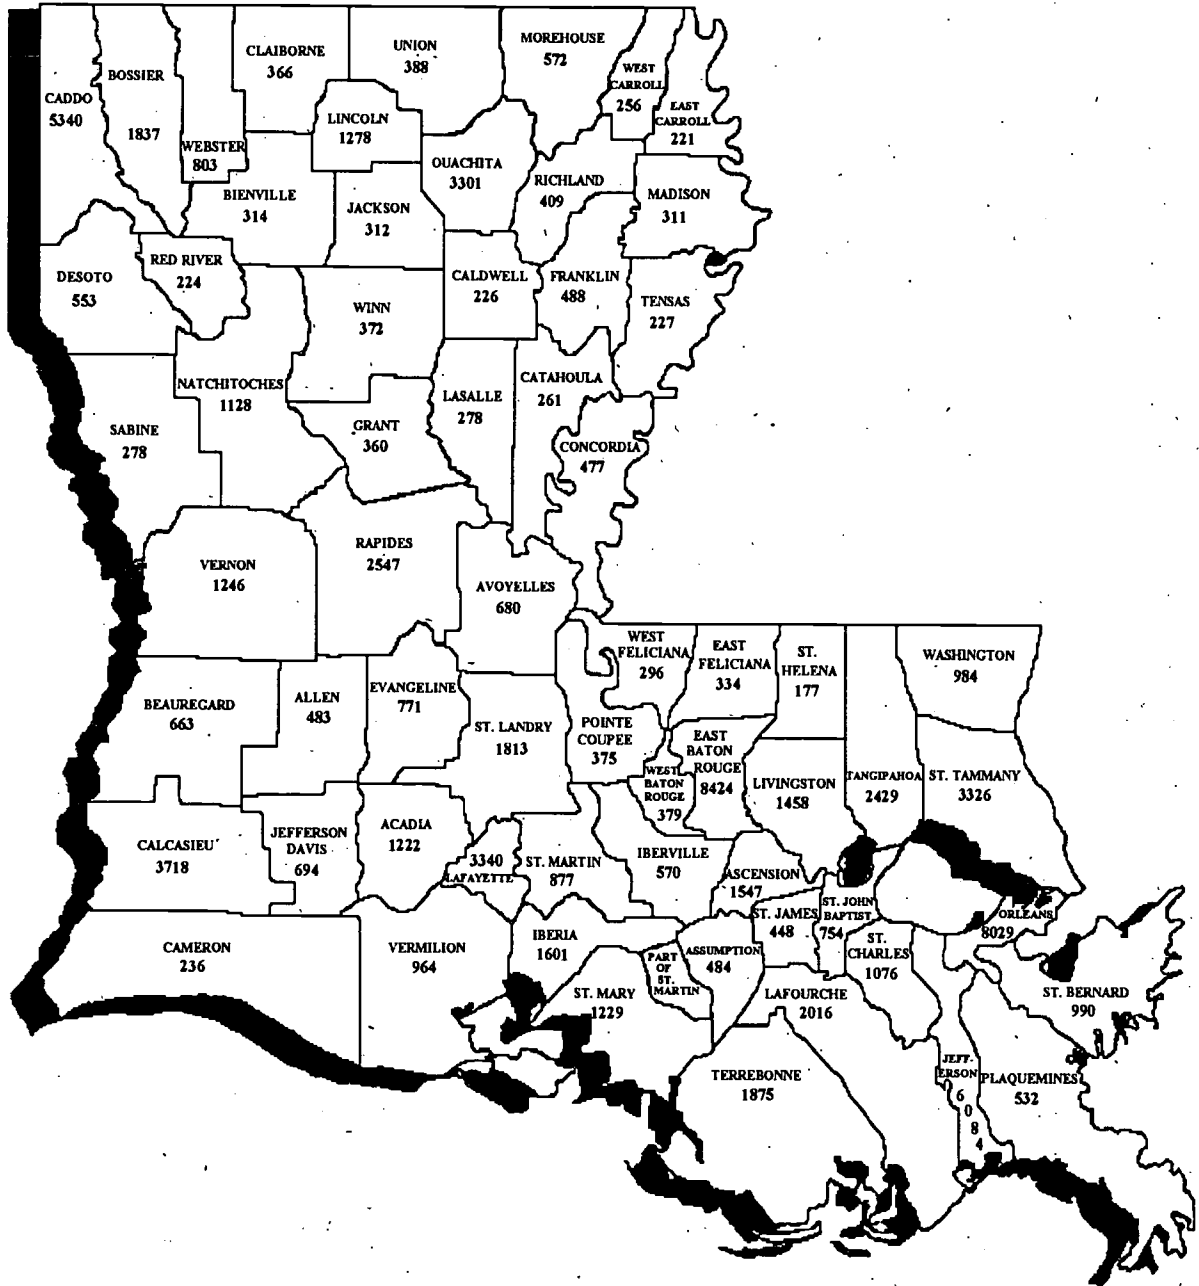 CADDO
5340
BOSSIER
1837
WEBSTER
803
CLAIBORNE
366
UNION
388
MOREHOUSE
572
WEST
CARROLL
256
EAST
CARROLL
221
LINCOLN
1278
OUACHITA
3301
RICHLAND
409
MADISON
311
BIENVILLE
314
JACKSON
312
DESOTO
553
RED RIVER
224
CALDWELL
226
FRANKLIN
488
TENSAS
227
WINN
372
NATCHITOCHES
1128
LASALLE
278
CATAHOULA
261
SABINE
278
GRANT
360
CONCORDIA
477
VERNON
1246
RAPIDES
2547
AVOYELLES
680
WEST
FELICIANA
296
EAST
FELICIANA
334
ST.
HELENA
177
WASHINGTON
984
BEAUREGARD
663
ALLEN
483
EVANGELINE
771
ST. LANDRY
1813
POINTE
COUPEE
375
WEST
BATON
ROUGE
379
EAST
BATON
ROUGE
8424
LIVINGSTON
1458
TANGIPAHOA
2429
ST. TAMMANY
3326
CALCASIEU
3718
JEFFERSON
DAVIS
694
ACADIA
1222
3340
LAFAYETTE
ST. MARTIN
877
IBERVILLE
570
ASCENSION
1547
ST. JAMES
448
ST. JOHN
BAPTIST
754
ORLEANS
8029
CAMERON
236
VERMILION
964
IBERIA
1601
PART
OF
ST.
MARTIN
ASSUMPTION
484
ST.
CHARLES
1076
ST. MARY
1229
LAFOURCHE
2016
ST. BERNARD
990
TERREBONNE
1875
JEFF-
ERSON
6
0
8
4
PLAQUEMINES
532